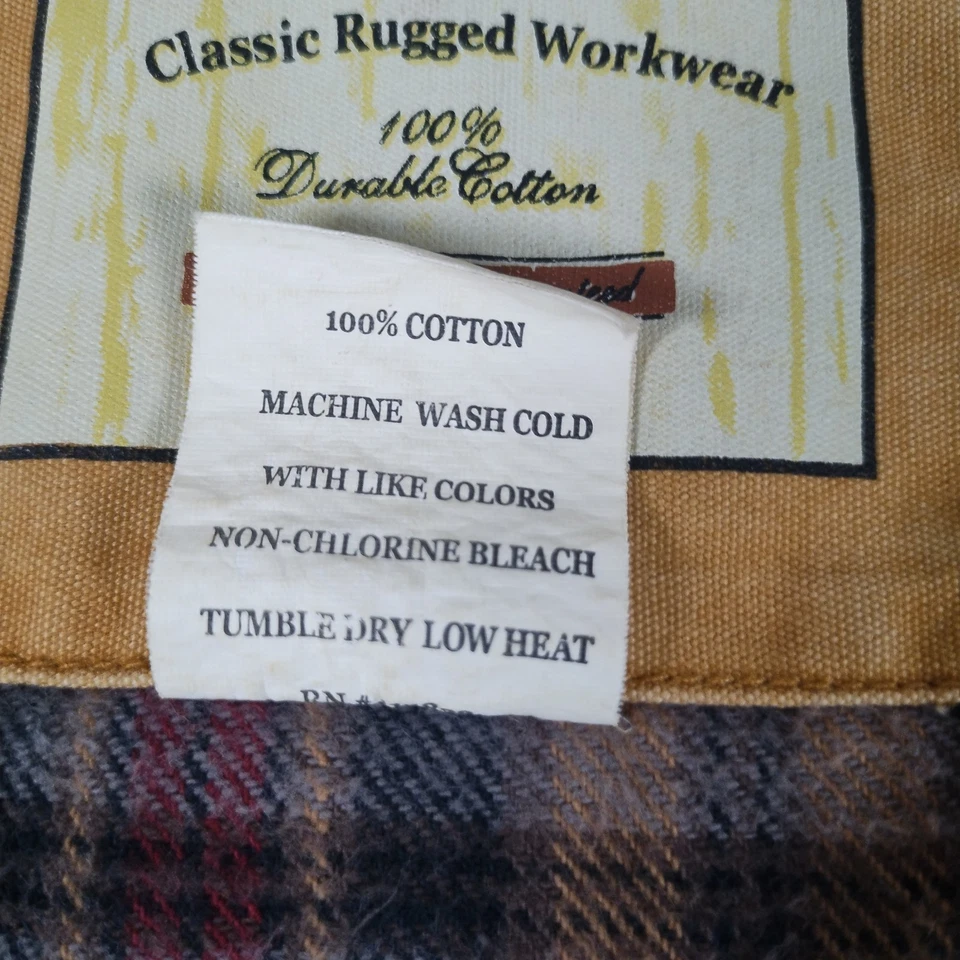 Classic Rugged Workwear
100%
Durable Cotton
100% COTTON
MACHINE WASH COLD
WITH LIKE COLORS
NON-CHLORINE BLEACH
TUMBLE DRY LOW HEAT
RN